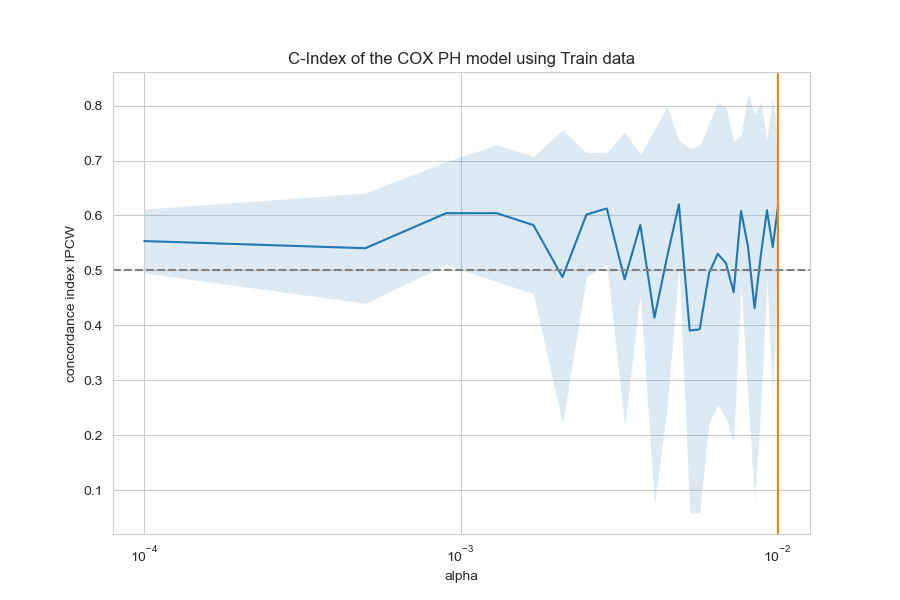 C-Index of the COX PH model using Train data
concordance index IPCW
0.8
0.7
0.6
0.5
0.4
0.3
0.2
0.1
10⁻⁴ 10⁻³ 10⁻²
alpha